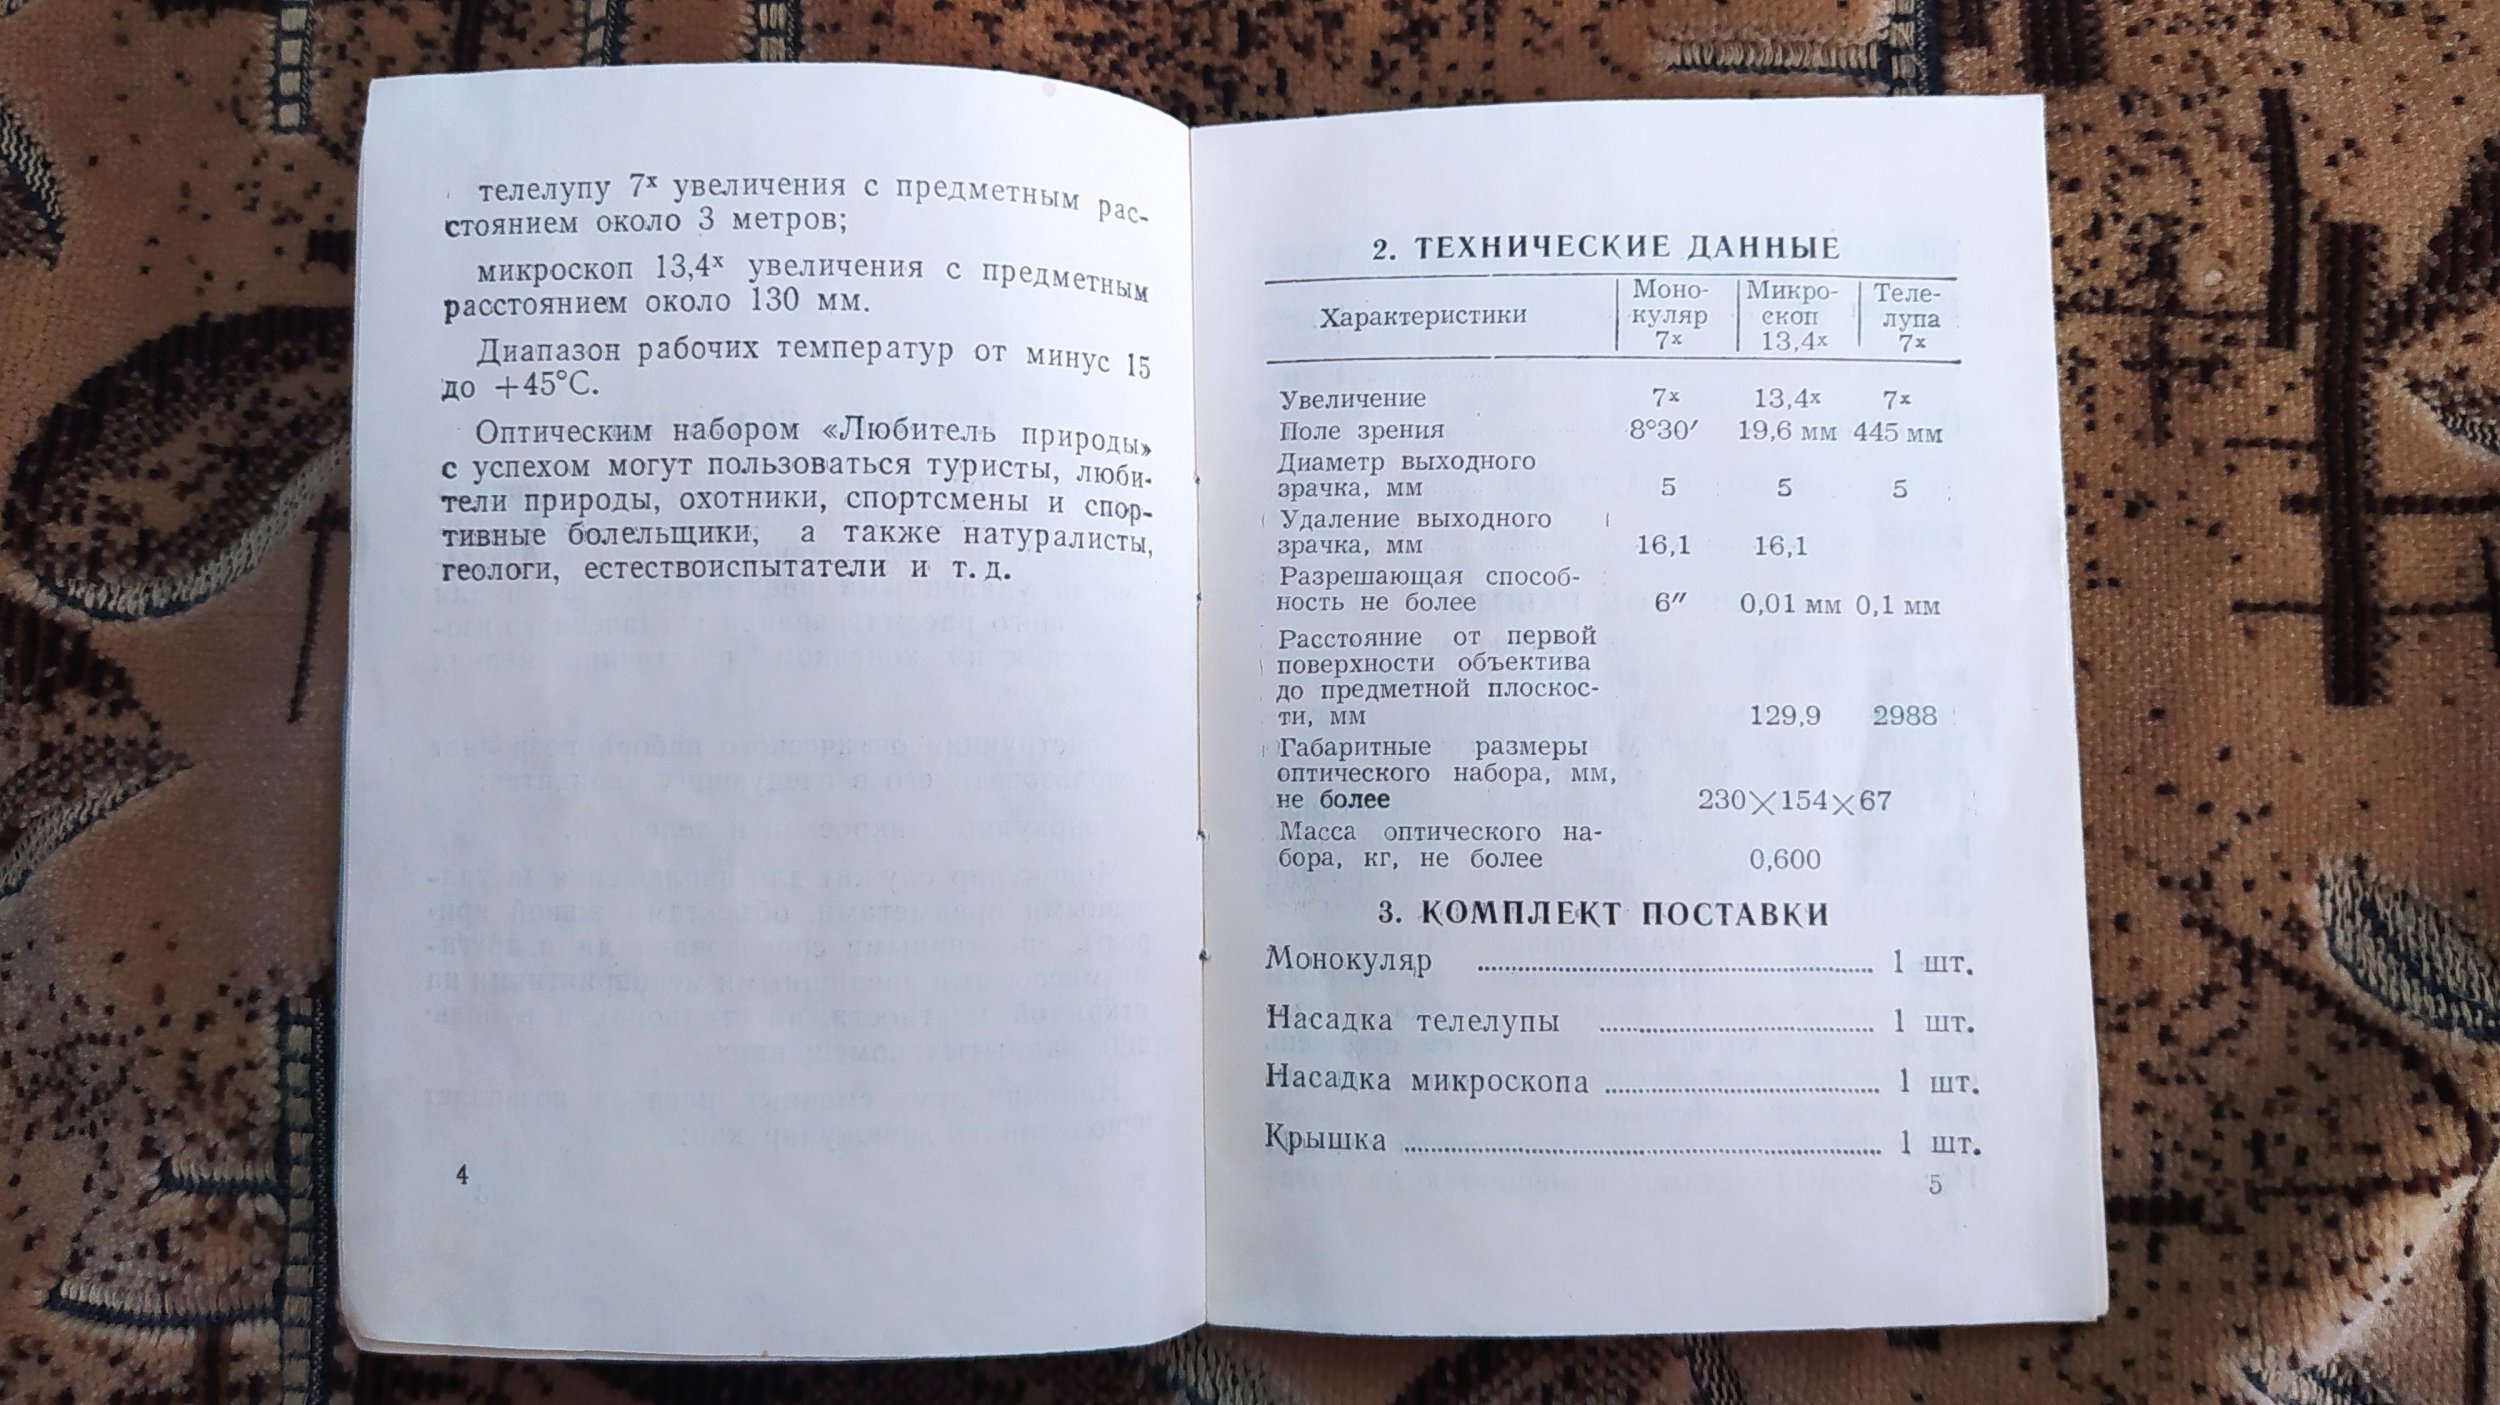 телелупу 7ˣ увеличения с предметным рас-
стоянием около 3 метров;
микроскоп 13,4ˣ увеличения с предметным
расстоянием около 130 мм.
Диапазон рабочих температур от минус 15
до +45°С.
Оптическим набором «Любитель природы»
с успехом могут пользоваться туристы, люби-
тели природы, охотники, спортсмены и спор-
тивные болельщики, а также натуралисты,
геологи, естествоиспытатели и т. д.
4
2. ТЕХНИЧЕСКИЕ ДАННЫЕ
Характеристики
Моно-
куляр
7ˣ
Микро-
скоп
13,4ˣ
Теле-
лупа
7ˣ
Увеличение 7ˣ 13,4ˣ 7ˣ
Поле зрения 8°30′ 19,6 мм 445 мм
Диаметр выходного
зрачка, мм 5 5 5
Удаление выходного
зрачка, мм 16,1 16,1
Разрешающая способ-
ность не более 6″ 0,01 мм 0,1 мм
Расстояние от первой
поверхности объектива
до предметной плоскос-
ти, мм 129,9 2988
Габаритные размеры
оптического набора, мм,
не более 230×154×67
Масса оптического на-
бора, кг, не более 0,600
3. КОМПЛЕКТ ПОСТАВКИ
Монокуляр ........ 1 шт.
Насадка телелупы ........ 1 шт.
Насадка микроскопа ........ 1 шт.
Крышка ........ 1 шт.
5